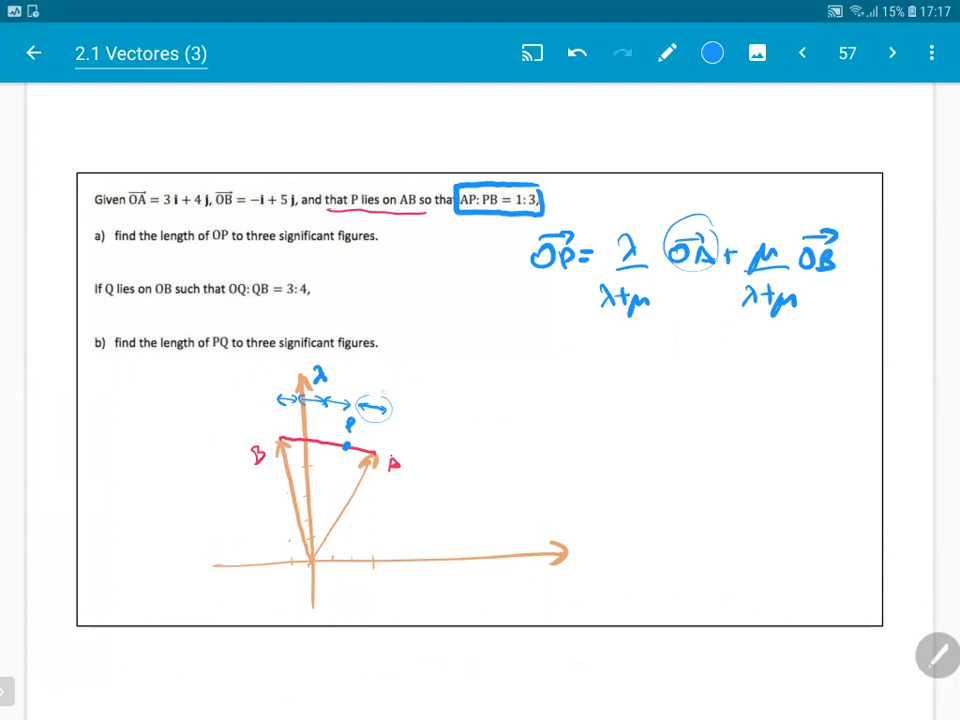 15% 17:17
2.1 Vectores (3)
57
Given OA = 3 i + 4 j, OB = −i + 5 j, and that P lies on AB so that AP: PB = 1: 3,
OP = λ/(λ+μ) OA + μ/(λ+μ) OB
a) find the length of OP to three significant figures.
If Q lies on OB such that OQ: QB = 3: 4,
b) find the length of PQ to three significant figures.
λ
P
B
A